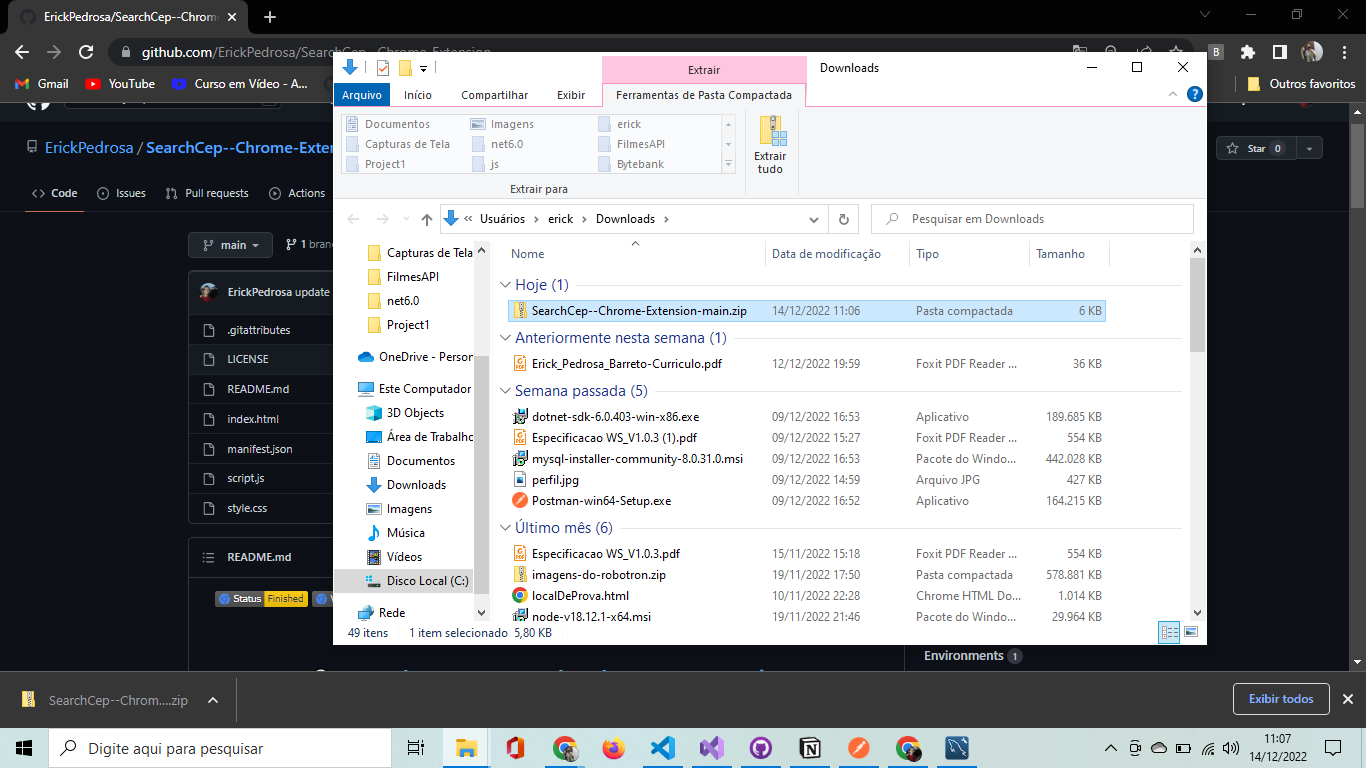 ErickPedrosa/SearchCep--Chrom
github.com/ErickPedrosa/SearchCep--Chrome-Extension
Gmail
YouTube
Curso em Vídeo - A...
Outros favoritos
Extrair
Downloads
Arquivo
Início
Compartilhar
Exibir
Ferramentas de Pasta Compactada
Documentos
Imagens
erick
Capturas de Tela
net6.0
FilmesAPI
Project1
js
Bytebank
Extrair para
Extrair
tudo
ErickPedrosa / SearchCep--Chrome-Exten
Star 0
Code
Issues
Pull requests
Actions
« Usuários > erick > Downloads >
Pesquisar em Downloads
main
1 bran
ErickPedrosa update
.gitattributes
LICENSE
README.md
index.html
manifest.json
script.js
style.css
README.md
Status Finished
Capturas de Tela
FilmesAPI
net6.0
Project1
OneDrive - Person
Este Computador
3D Objects
Área de Trabalho
Documentos
Downloads
Imagens
Música
Vídeos
Disco Local (C:)
Rede
Nome
Data de modificação
Tipo
Tamanho
Hoje (1)
SearchCep--Chrome-Extension-main.zip 14/12/2022 11:06 Pasta compactada 6 KB
Anteriormente nesta semana (1)
Erick_Pedrosa_Barreto-Curriculo.pdf 12/12/2022 19:59 Foxit PDF Reader ... 36 KB
Semana passada (5)
dotnet-sdk-6.0.403-win-x86.exe 09/12/2022 16:53 Aplicativo 189.685 KB
Especificacao WS_V1.0.3 (1).pdf 09/12/2022 15:27 Foxit PDF Reader ... 554 KB
mysql-installer-community-8.0.31.0.msi 09/12/2022 16:53 Pacote do Windo... 442.028 KB
perfil.jpg 09/12/2022 14:59 Arquivo JPG 427 KB
Postman-win64-Setup.exe 09/12/2022 16:52 Aplicativo 164.215 KB
Último mês (6)
Especificacao WS_V1.0.3.pdf 15/11/2022 15:18 Foxit PDF Reader ... 554 KB
imagens-do-robotron.zip 19/11/2022 17:50 Pasta compactada 578.881 KB
localDeProva.html 10/11/2022 22:28 Chrome HTML Do... 1.014 KB
node-v18.12.1-x64.msi 19/11/2022 21:46 Pacote do Windo... 29.964 KB
49 itens
1 item selecionado 5,80 KB
Environments 1
SearchCep--Chrom....zip
Exibir todos
Digite aqui para pesquisar
11:07
14/12/2022